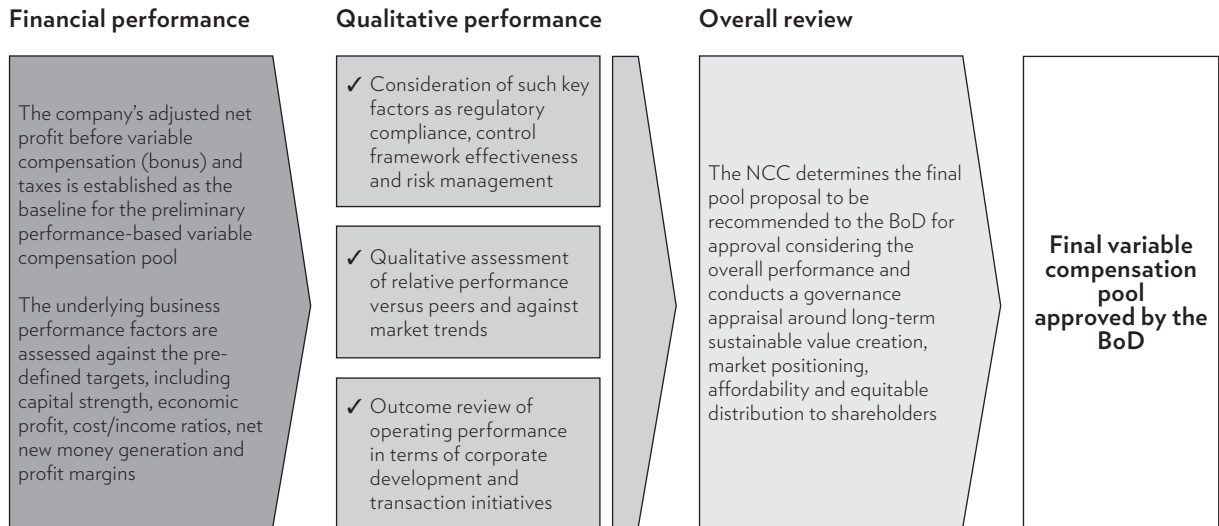 Financial performance
The company's adjusted net
profit before variable
compensation (bonus) and
taxes is established as the
baseline for the preliminary
performance-based variable
compensation pool
The underlying business
performance factors are
assessed against the pre-
defined targets, including
capital strength, economic
profit, cost/income ratios, net
new money generation and
profit margins
Qualitative performance
✓ Consideration of such key
factors as regulatory
compliance, control
framework effectiveness
and risk management
✓ Qualitative assessment
of relative performance
versus peers and against
market trends
✓ Outcome review of
operating performance
in terms of corporate
development and
transaction initiatives
Overall review
The NCC determines the final
pool proposal to be
recommended to the BoD for
approval considering the
overall performance and
conducts a governance
appraisal around long-term
sustainable value creation,
market positioning,
affordability and equitable
distribution to shareholders
Final variable
compensation
pool
approved by the
BoD